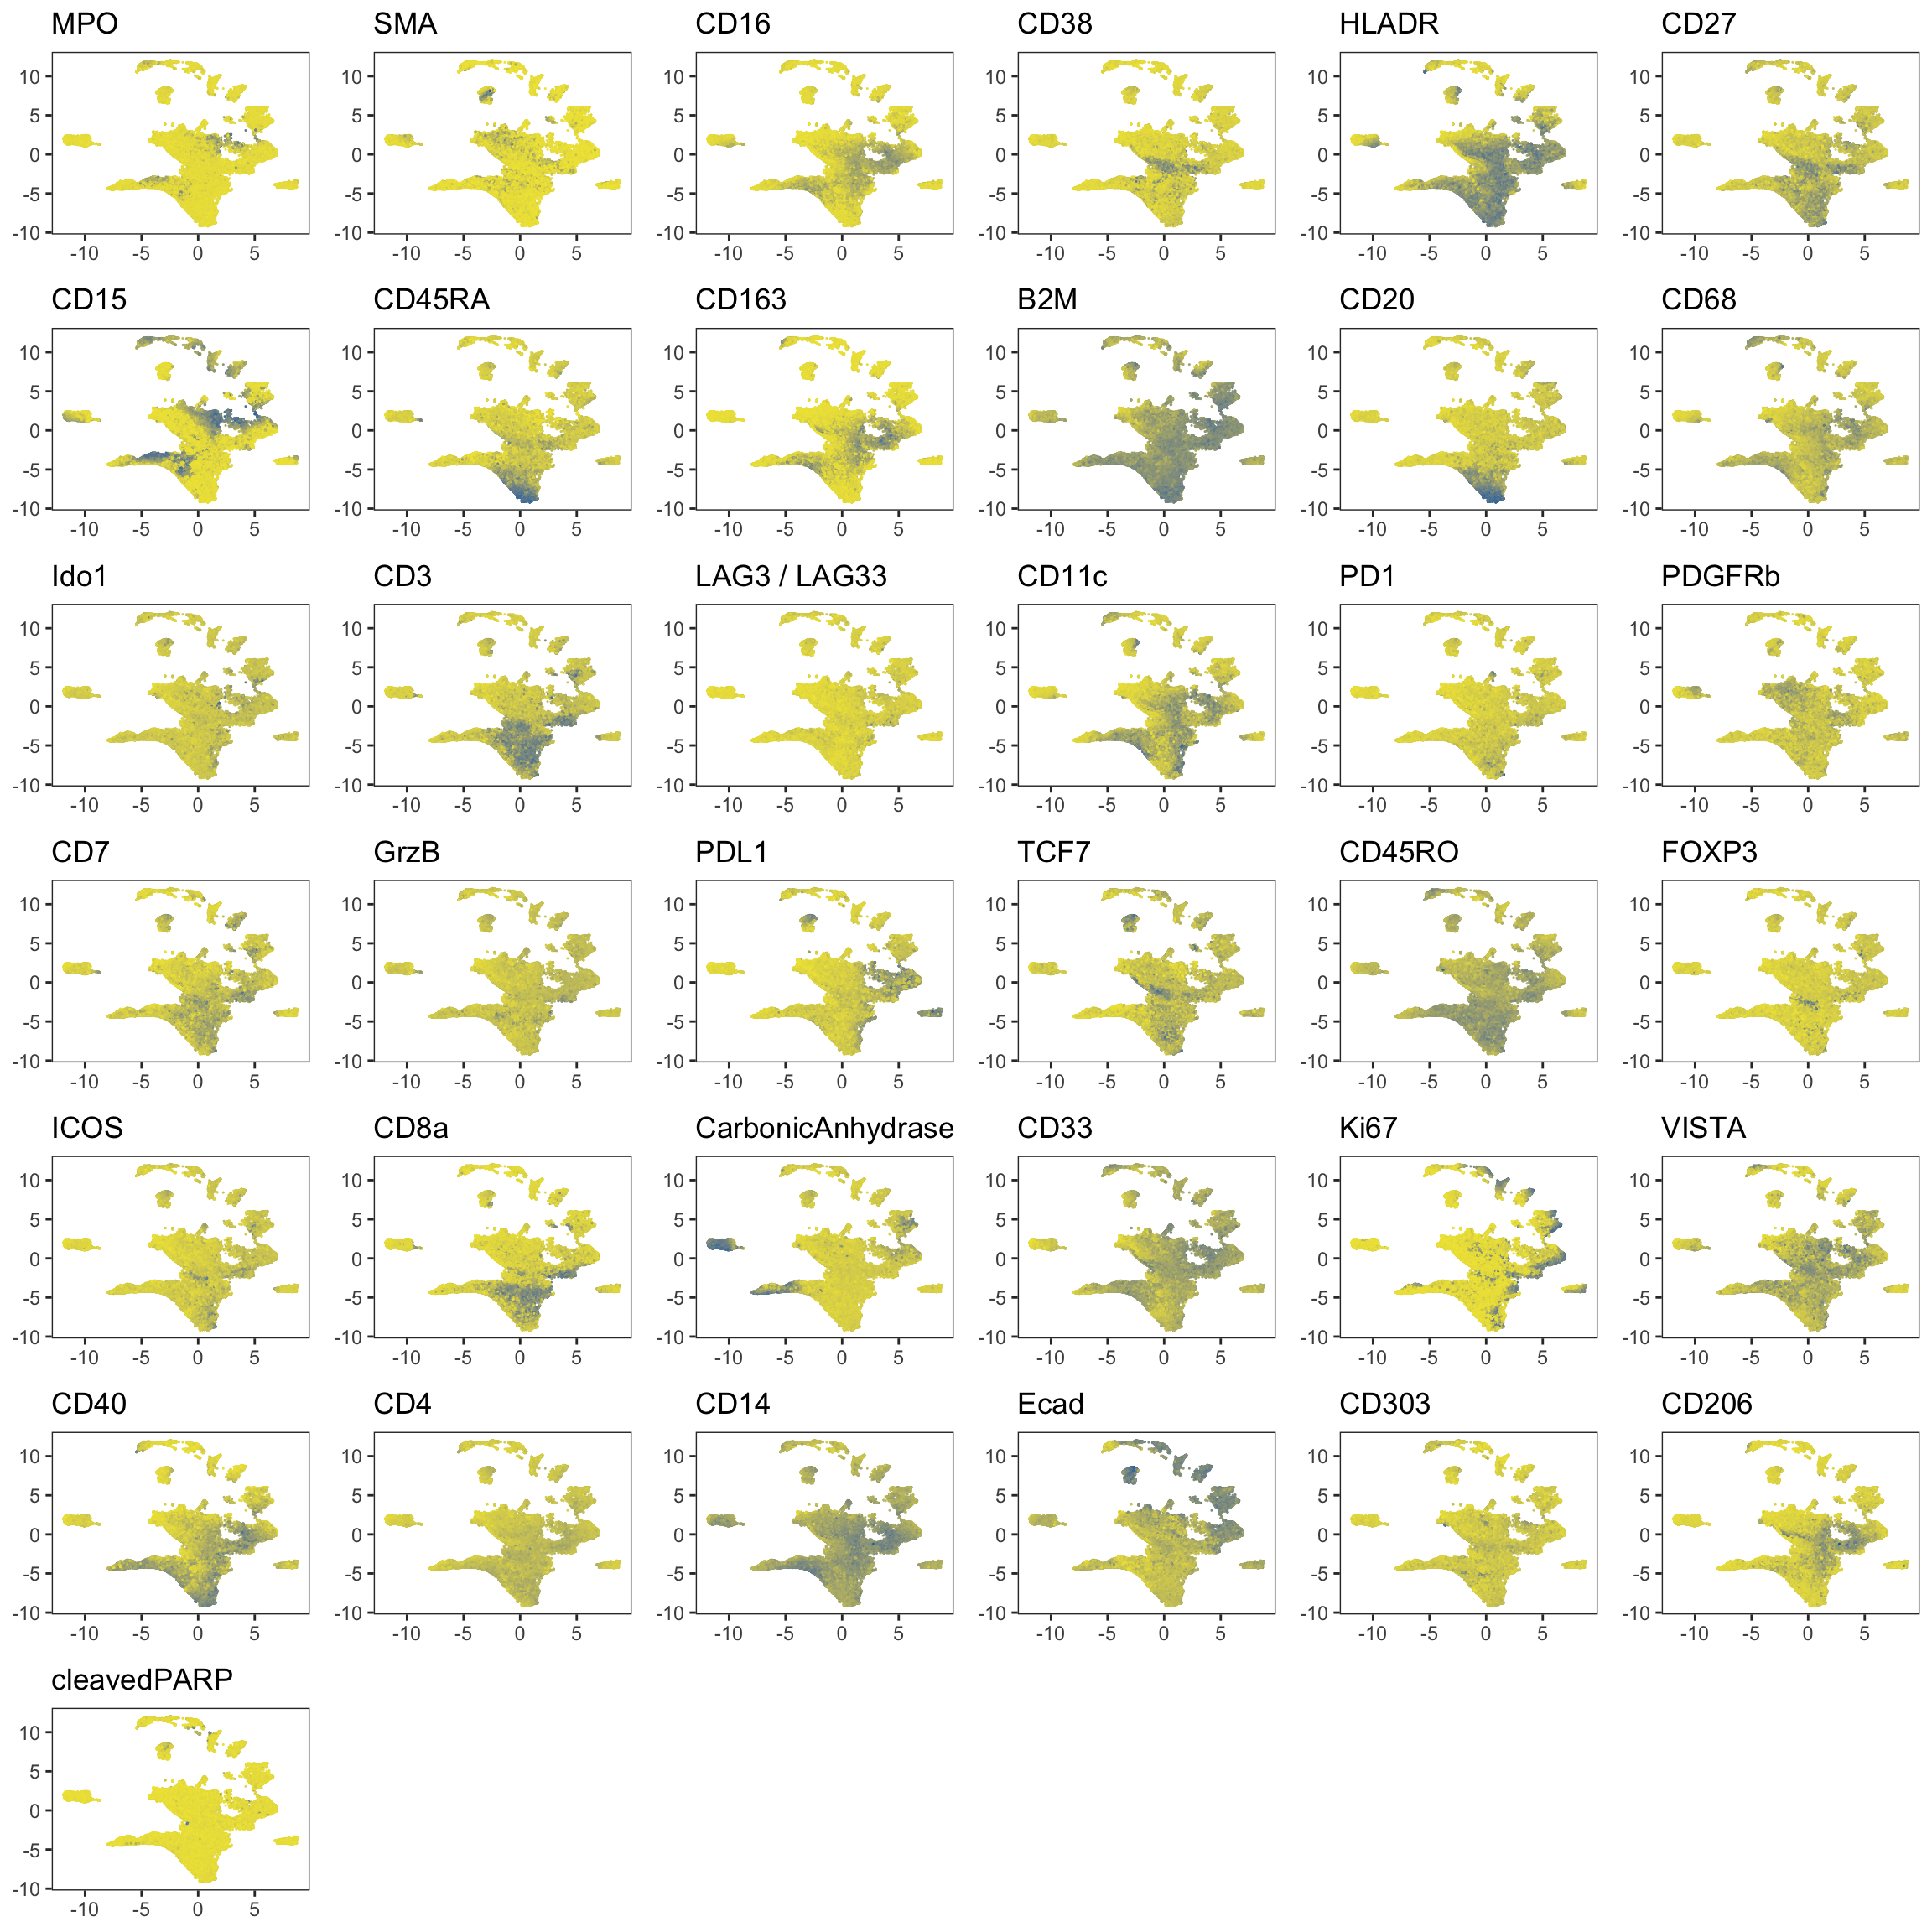 MPO SMA CD16 CD38 HLADR CD27
10 10 10 10 10 10
5 5 5 5 5 5
0 0 0 0 0 0
-5 -5 -5 -5 -5 -5
-10 -10 -10 -10 -10 -10
-10 -5 0 5 -10 -5 0 5 -10 -5 0 5 -10 -5 0 5 -10 -5 0 5 -10 -5 0 5
CD15 CD45RA CD163 B2M CD20 CD68
10 10 10 10 10 10
5 5 5 5 5 5
0 0 0 0 0 0
-5 -5 -5 -5 -5 -5
-10 -10 -10 -10 -10 -10
-10 -5 0 5 -10 -5 0 5 -10 -5 0 5 -10 -5 0 5 -10 -5 0 5 -10 -5 0 5
Ido1 CD3 LAG3 / LAG33 CD11c PD1 PDGFRb
10 10 10 10 10 10
5 5 5 5 5 5
0 0 0 0 0 0
-5 -5 -5 -5 -5 -5
-10 -10 -10 -10 -10 -10
-10 -5 0 5 -10 -5 0 5 -10 -5 0 5 -10 -5 0 5 -10 -5 0 5 -10 -5 0 5
CD7 GrzB PDL1 TCF7 CD45RO FOXP3
10 10 10 10 10 10
5 5 5 5 5 5
0 0 0 0 0 0
-5 -5 -5 -5 -5 -5
-10 -10 -10 -10 -10 -10
-10 -5 0 5 -10 -5 0 5 -10 -5 0 5 -10 -5 0 5 -10 -5 0 5 -10 -5 0 5
ICOS CD8a CarbonicAnhydrase CD33 Ki67 VISTA
10 10 10 10 10 10
5 5 5 5 5 5
0 0 0 0 0 0
-5 -5 -5 -5 -5 -5
-10 -10 -10 -10 -10 -10
-10 -5 0 5 -10 -5 0 5 -10 -5 0 5 -10 -5 0 5 -10 -5 0 5 -10 -5 0 5
CD40 CD4 CD14 Ecad CD303 CD206
10 10 10 10 10 10
5 5 5 5 5 5
0 0 0 0 0 0
-5 -5 -5 -5 -5 -5
-10 -10 -10 -10 -10 -10
-10 -5 0 5 -10 -5 0 5 -10 -5 0 5 -10 -5 0 5 -10 -5 0 5 -10 -5 0 5
cleavedPARP
10
5
0
-5
-10
-10 -5 0 5